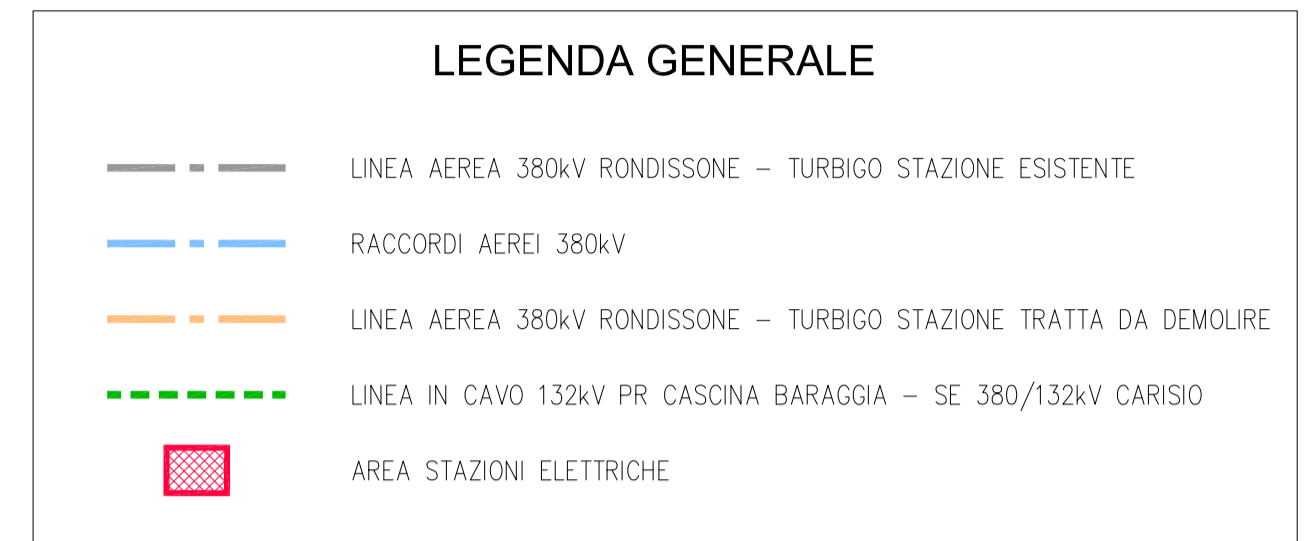 LEGENDA GENERALE
LINEA AEREA 380kV RONDISSONE – TURBIGO STAZIONE ESISTENTE
RACCORDI AEREI 380kV
LINEA AEREA 380kV RONDISSONE – TURBIGO STAZIONE TRATTA DA DEMOLIRE
LINEA IN CAVO 132kV PR CASCINA BARAGGIA – SE 380/132kV CARISIO
AREA STAZIONI ELETTRICHE